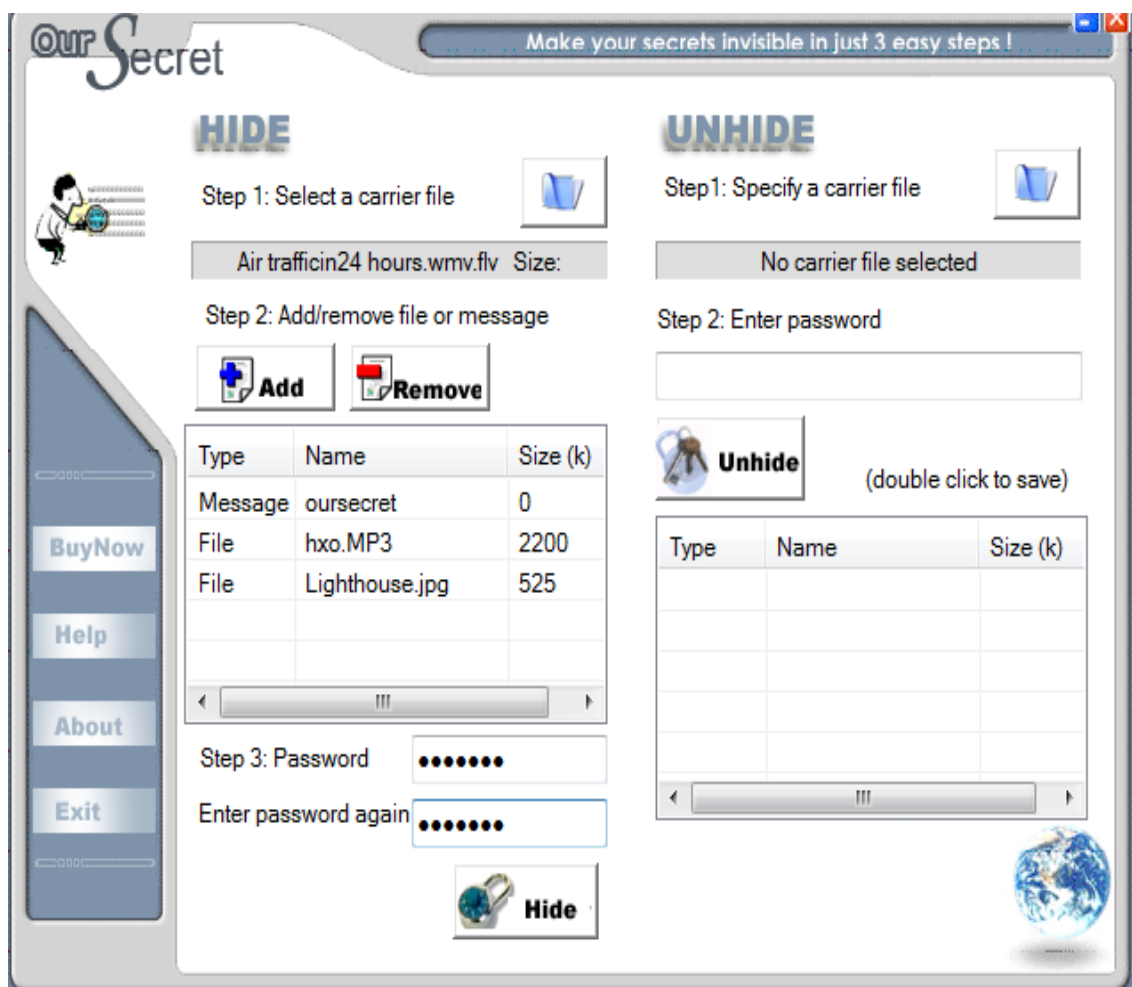 Our Secret
Make your secrets invisible in just 3 easy steps !
HIDE
Step 1: Select a carrier file
Air trafficin24 hours.wmv.flv Size:
Step 2: Add/remove file or message
Add
Remove
Type Name Size (k)
Message oursecret 0
File hxo.MP3 2200
File Lighthouse.jpg 525
Step 3: Password
Enter password again
Hide
UNHIDE
Step1: Specify a carrier file
No carrier file selected
Step 2: Enter password
Unhide
(double click to save)
Type Name Size (k)
BuyNow
Help
About
Exit